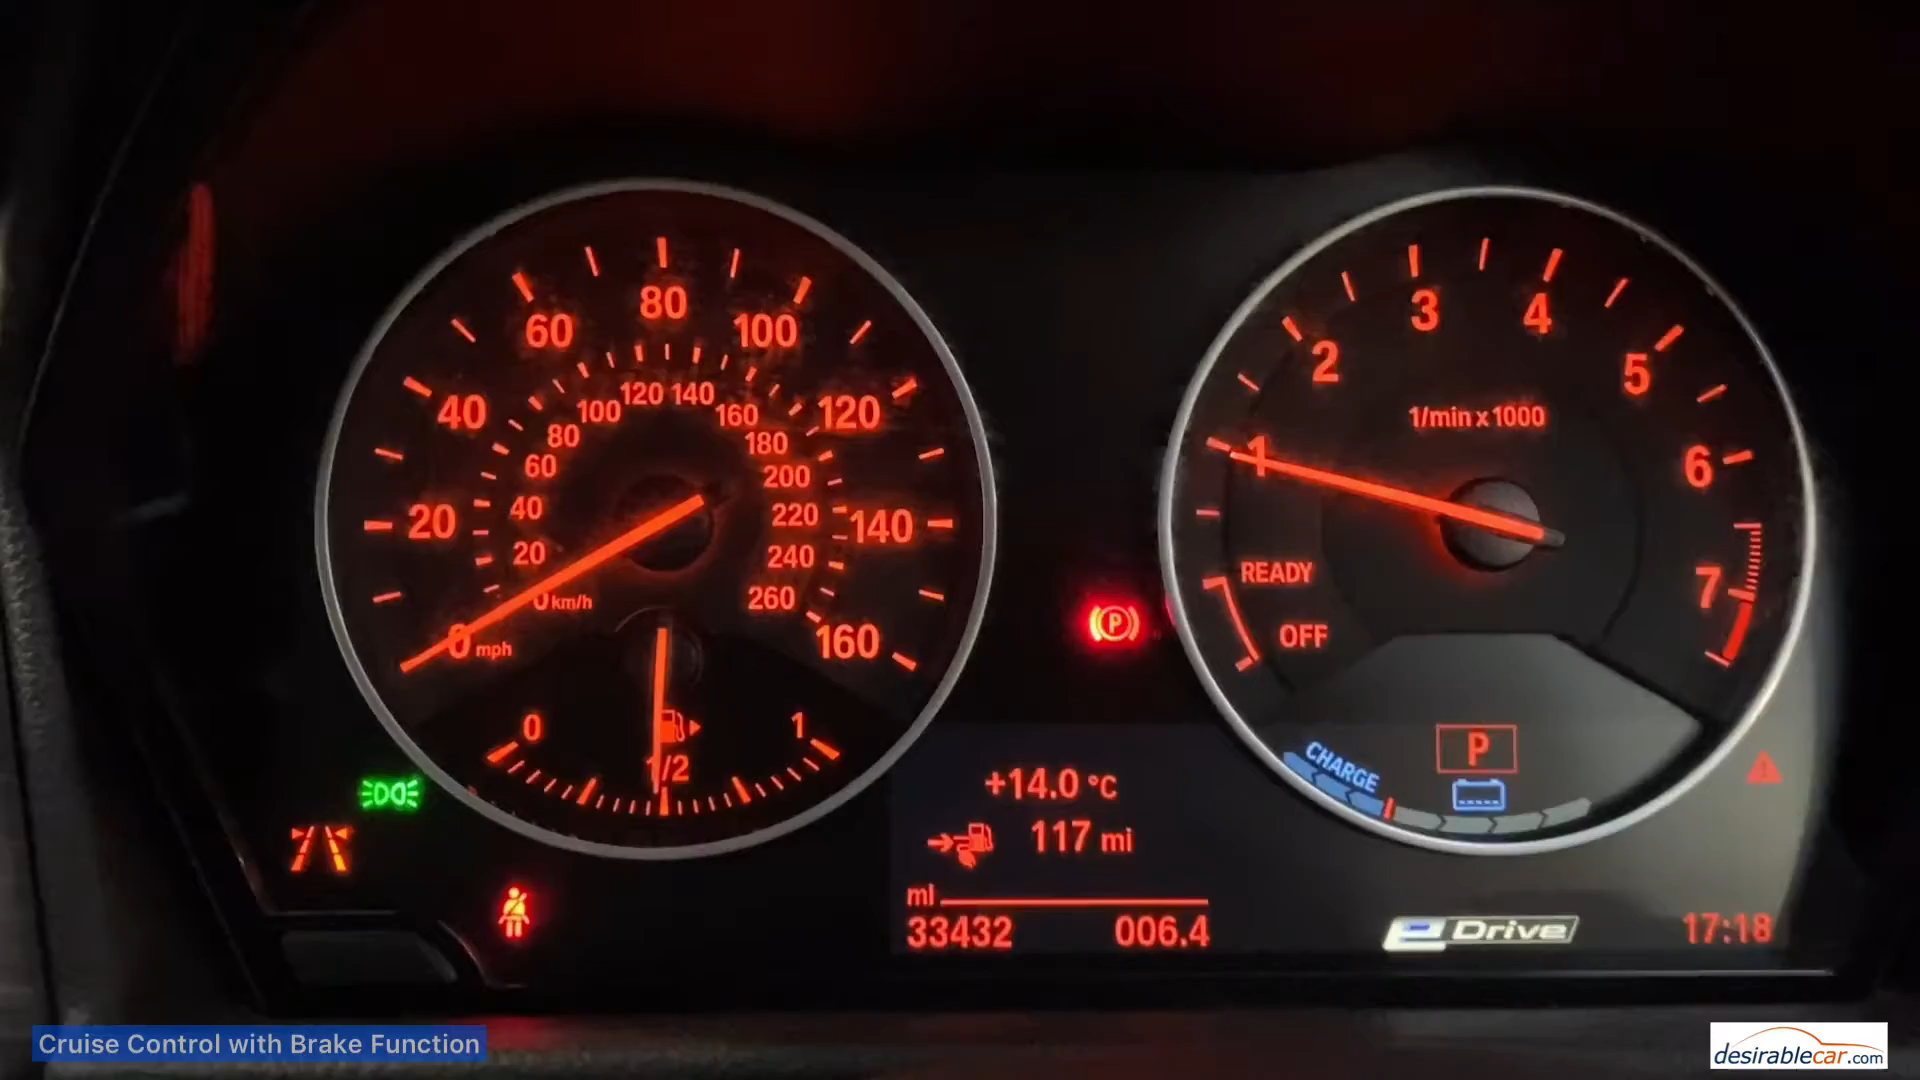 80
60
100
40
120
20
140
0 mph
160
120 140
100
160
80
180
60
200
40
220
20
240
0 km/h
260
0
1/2
1
3
4
2
5
1/min x 1000
1
6
READY
7
OFF
P
CHARGE
P
+14.0 °C
117 mi
mi
33432
006.4
eDrive
17:18
Cruise Control with Brake Function
desirablecar.com